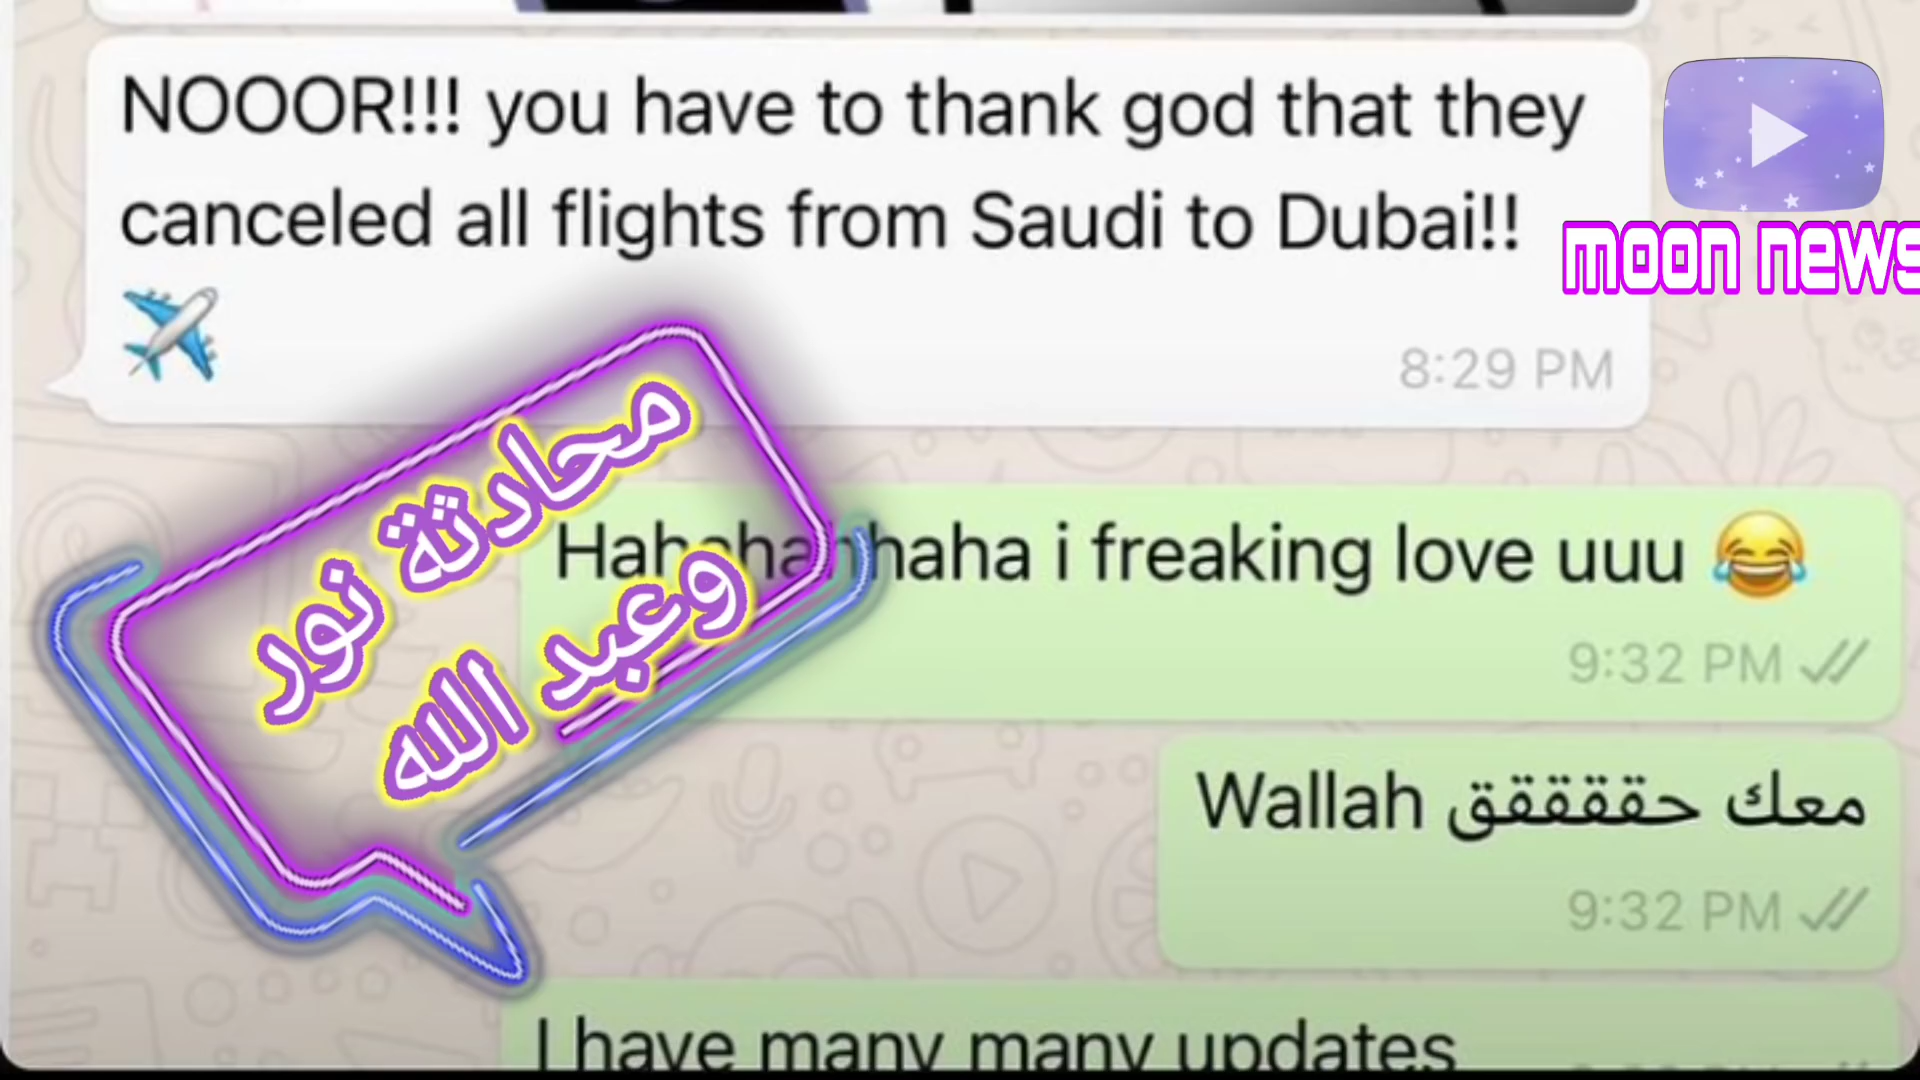 NOOOR!!! you have to thank god that they
canceled all flights from Saudi to Dubai!!
✈️
8:29 PM
moon news
محادثة نور
وعبد الله
Hahahahhaha i freaking love uuu 😂
9:32 PM
Wallah معك حققققق
9:32 PM
I have many many updates